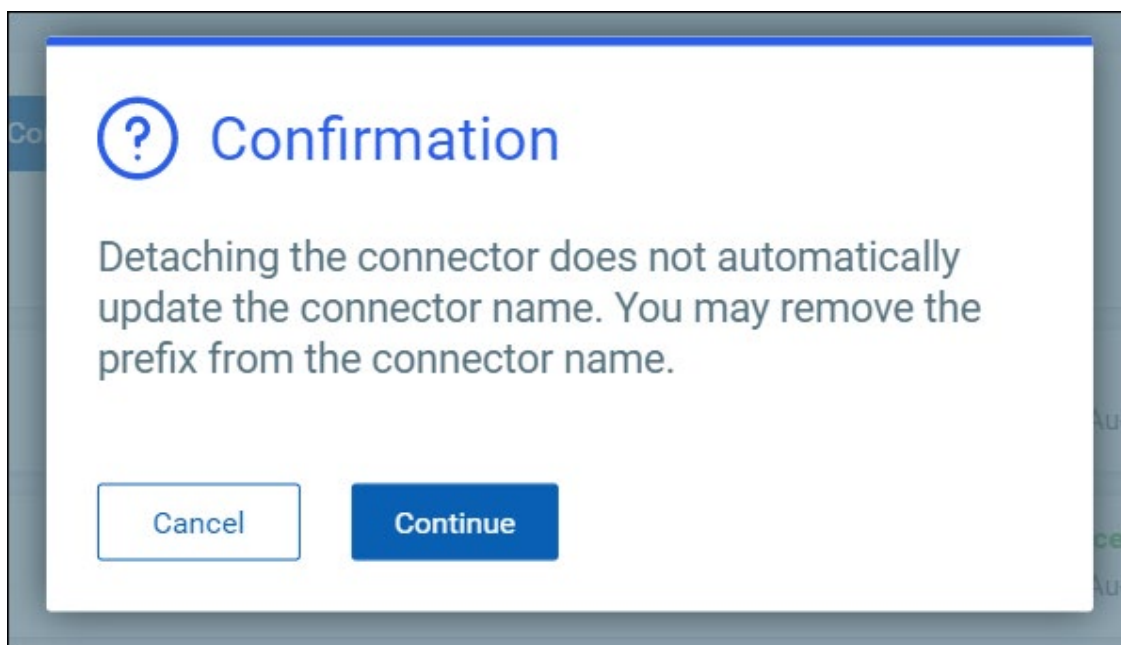 Confirmation
Detaching the connector does not automatically
update the connector name. You may remove the
prefix from the connector name.
Cancel
Continue